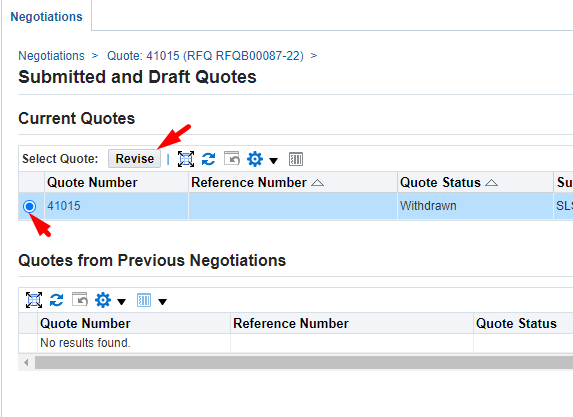 Negotiations
Negotiations > Quote: 41015 (RFQ RFQB00087-22) >
Submitted and Draft Quotes
Current Quotes
Select Quote: Revise
Quote Number Reference Number Quote Status Su
41015 Withdrawn SLS
Quotes from Previous Negotiations
Quote Number Reference Number Quote Status
No results found.